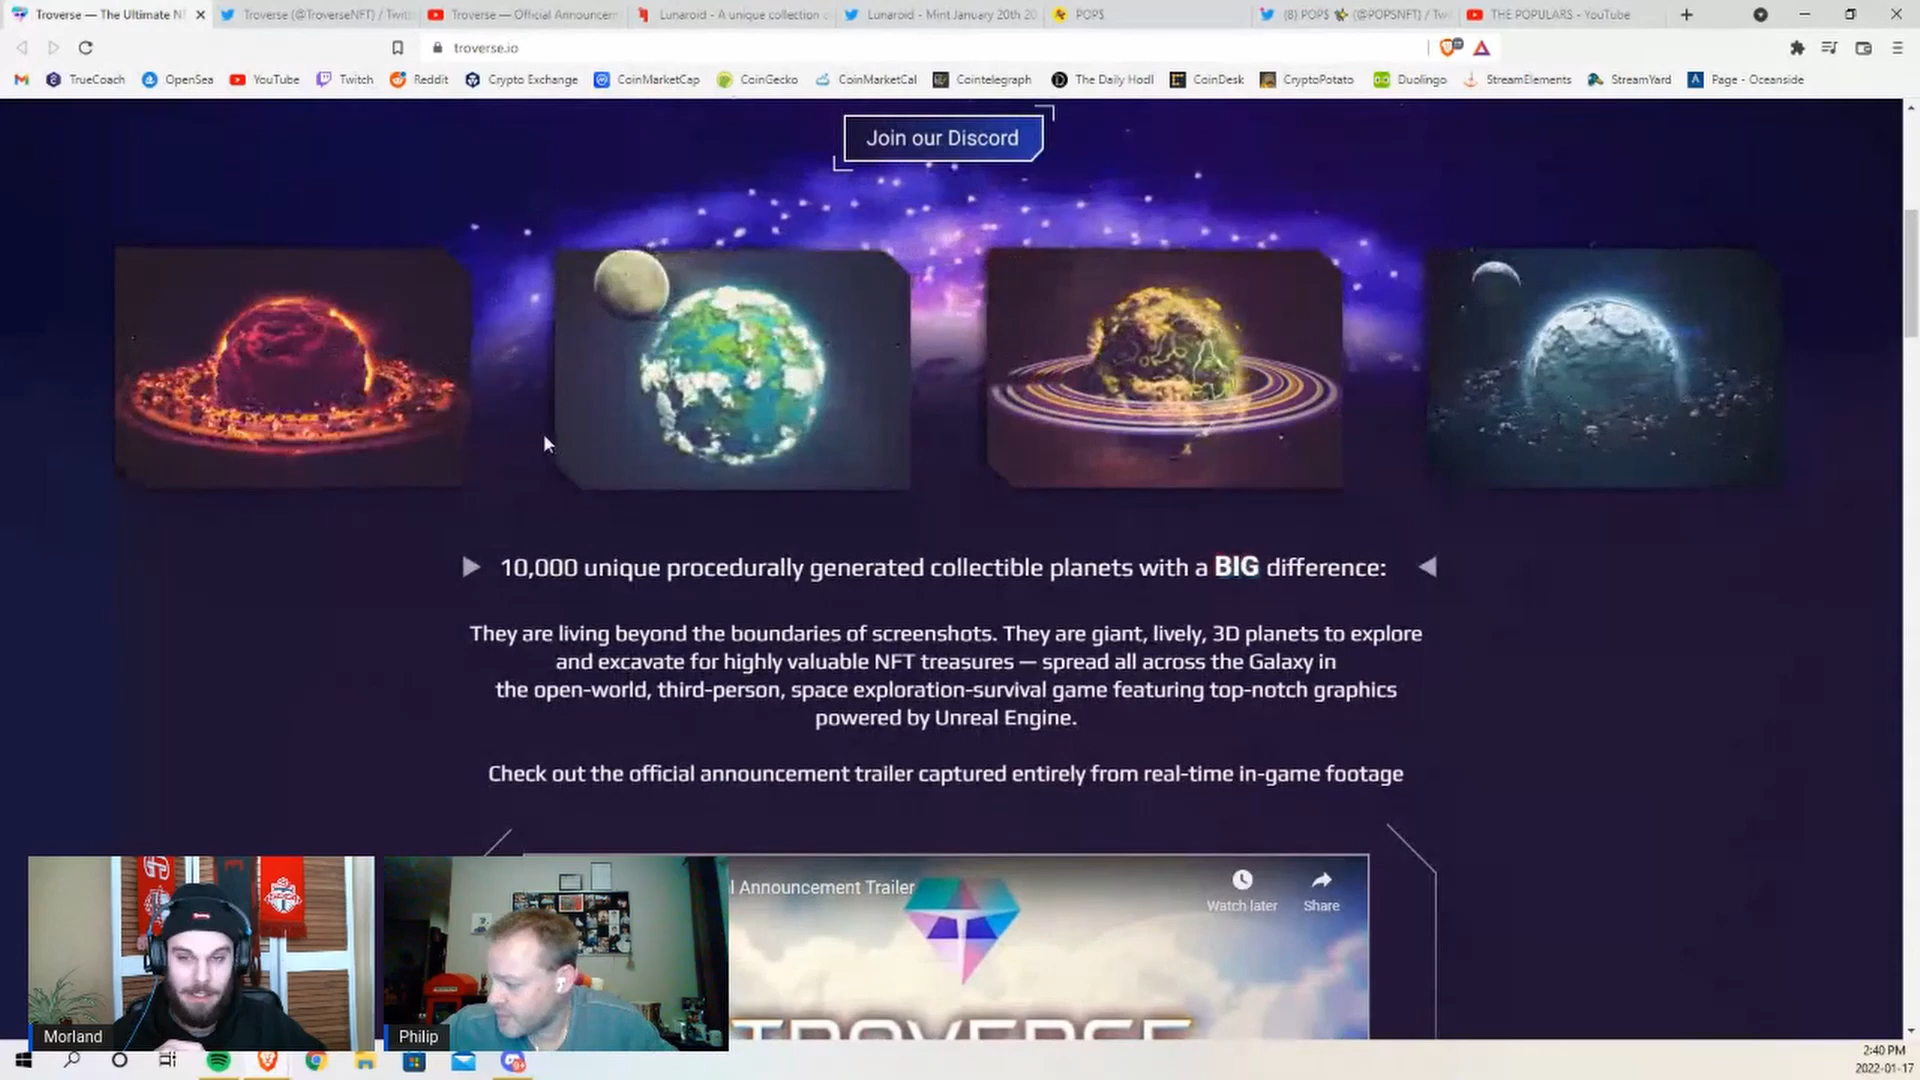 Troverse — The Ultimate N
Troverse (@TroverseNFT) / Twitt
Troverse — Official Announcem
Lunaroid - A unique collection o
Lunaroid - Mint January 20th 20
POP$
(8) POP$ (@POPSNFT) / Tw
THE POPULARS - YouTube
troverse.io
TrueCoach
OpenSea
YouTube
Twitch
Reddit
Crypto Exchange
CoinMarketCap
CoinGecko
CoinMarketCal
Cointelegraph
The Daily Hodl
CoinDesk
CryptoPotato
Duolingo
StreamElements
StreamYard
Page - Oceanside
Join our Discord
10,000 unique procedurally generated collectible planets with a BIG difference:
They are living beyond the boundaries of screenshots. They are giant, lively, 3D planets to explore
and excavate for highly valuable NFT treasures — spread all across the Galaxy in
the open-world, third-person, space exploration-survival game featuring top-notch graphics
powered by Unreal Engine.
Check out the official announcement trailer captured entirely from real-time in-game footage
l Announcement Trailer
Watch later
Share
TROVERSE
Morland
Philip
2:40 PM
2022-01-17